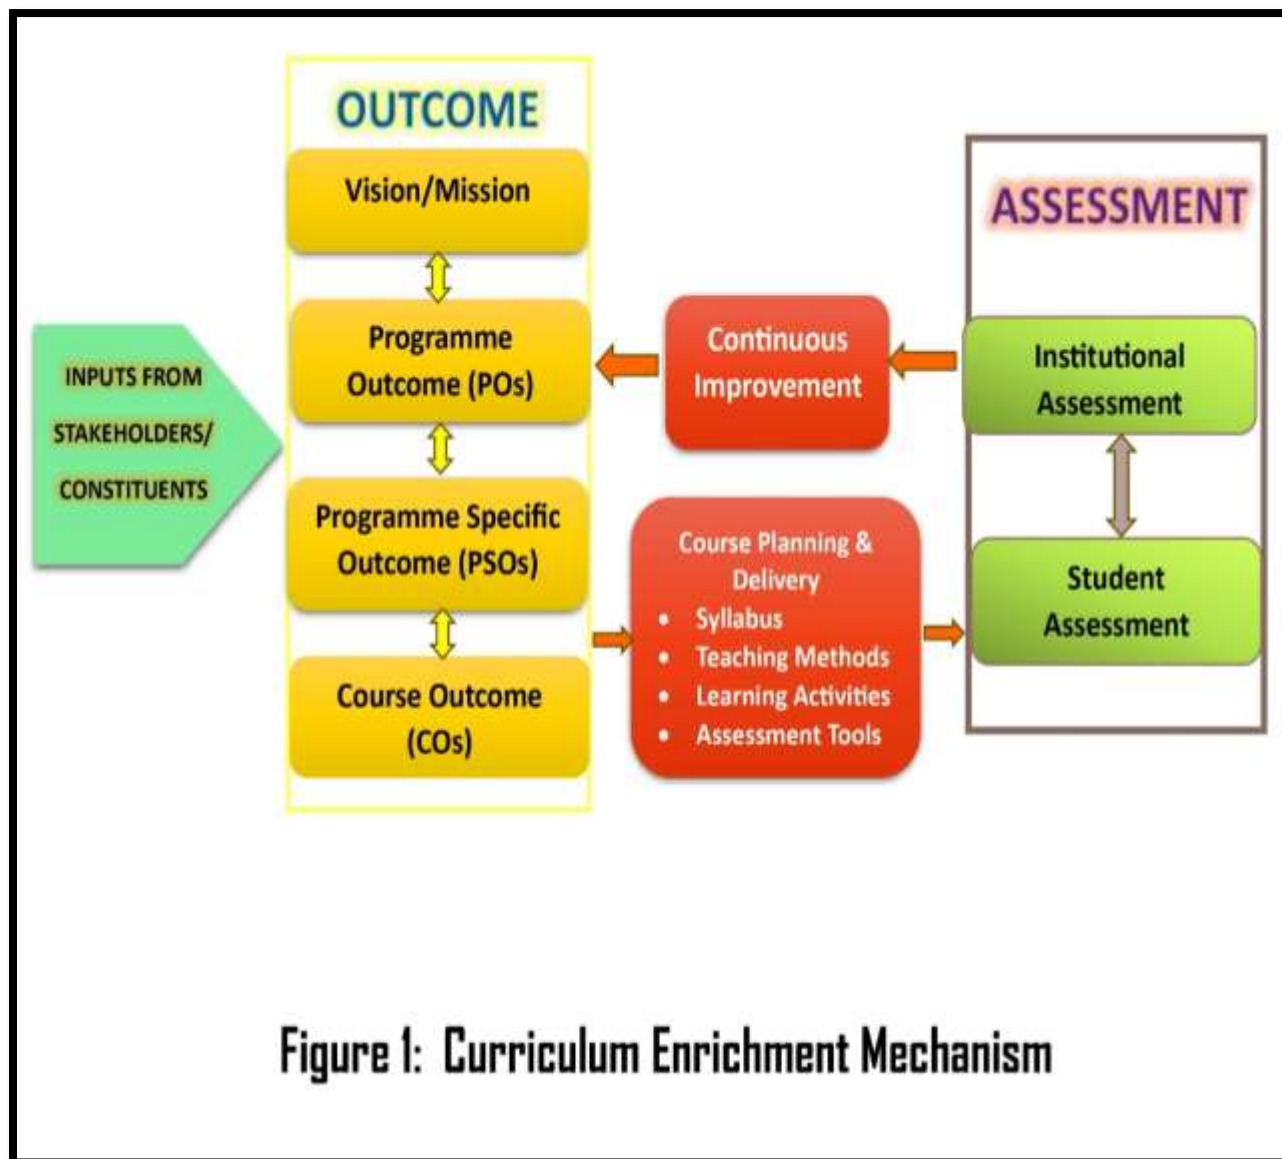 OUTCOME
Vision/Mission
Programme
Outcome (POs)
Programme Specific
Outcome (PSOs)
Course Outcome
(COs)
INPUTS FROM
STAKEHOLDERS/
CONSTITUENTS
Continuous
Improvement
Course Planning &
Delivery
• Syllabus
• Teaching Methods
• Learning Activities
• Assessment Tools
ASSESSMENT
Institutional
Assessment
Student
Assessment
Figure 1: Curriculum Enrichment Mechanism